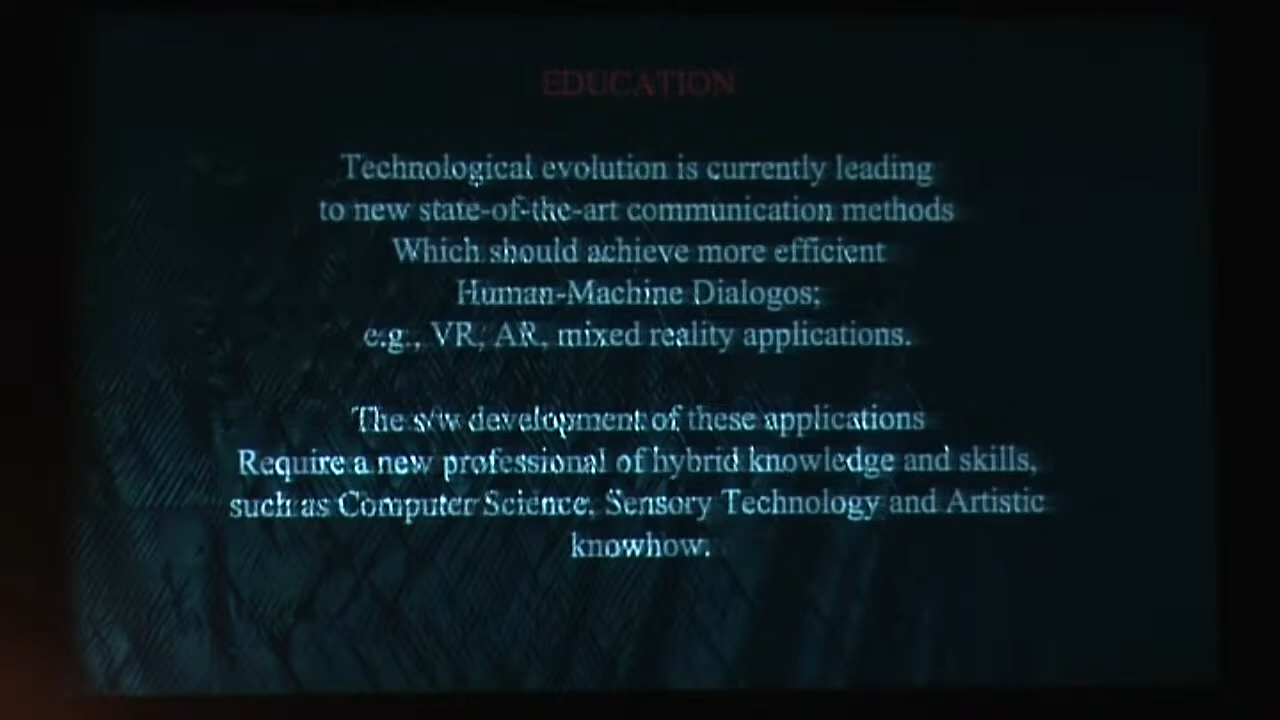 EDUCATION
Technological evolution is currently leading
to new state-of-the-art communication methods
Which should achieve more efficient
Human-Machine Dialogos;
e.g., VR, AR, mixed reality applications.
The s/w development of these applications
Require a new professional of hybrid knowledge and skills,
such as Computer Science, Sensory Technology and Artistic
knowhow.